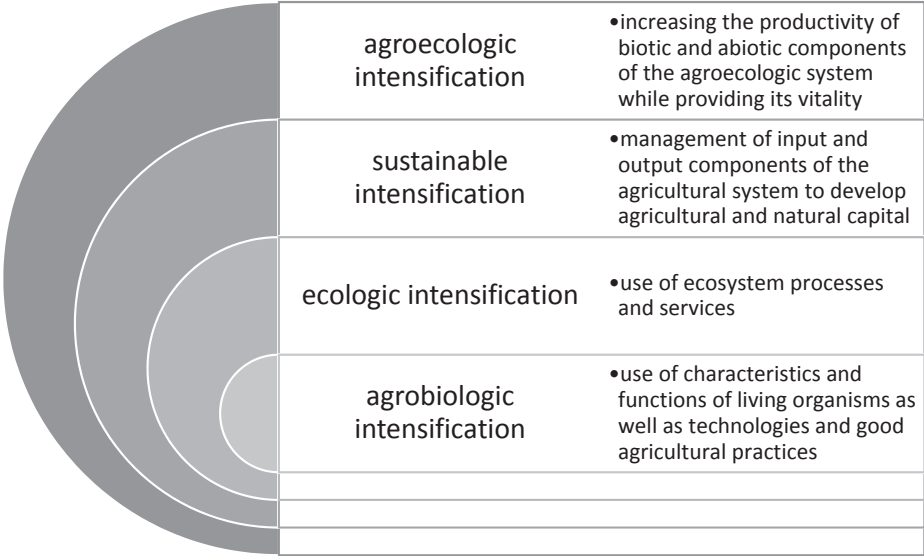 agroecologic
intensification
•increasing the productivity of
biotic and abiotic components
of the agroecologic system
while providing its vitality
sustainable
intensification
•management of input and
output components of the
agricultural system to develop
agricultural and natural capital
ecologic intensification
•use of ecosystem processes
and services
agrobiologic
intensification
•use of characteristics and
functions of living organisms as
well as technologies and good
agricultural practices